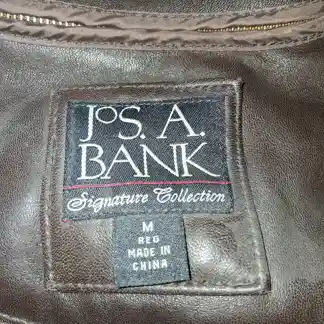 JOS. A.
BANK
Signature Collection
M
REG
MADE IN
CHINA